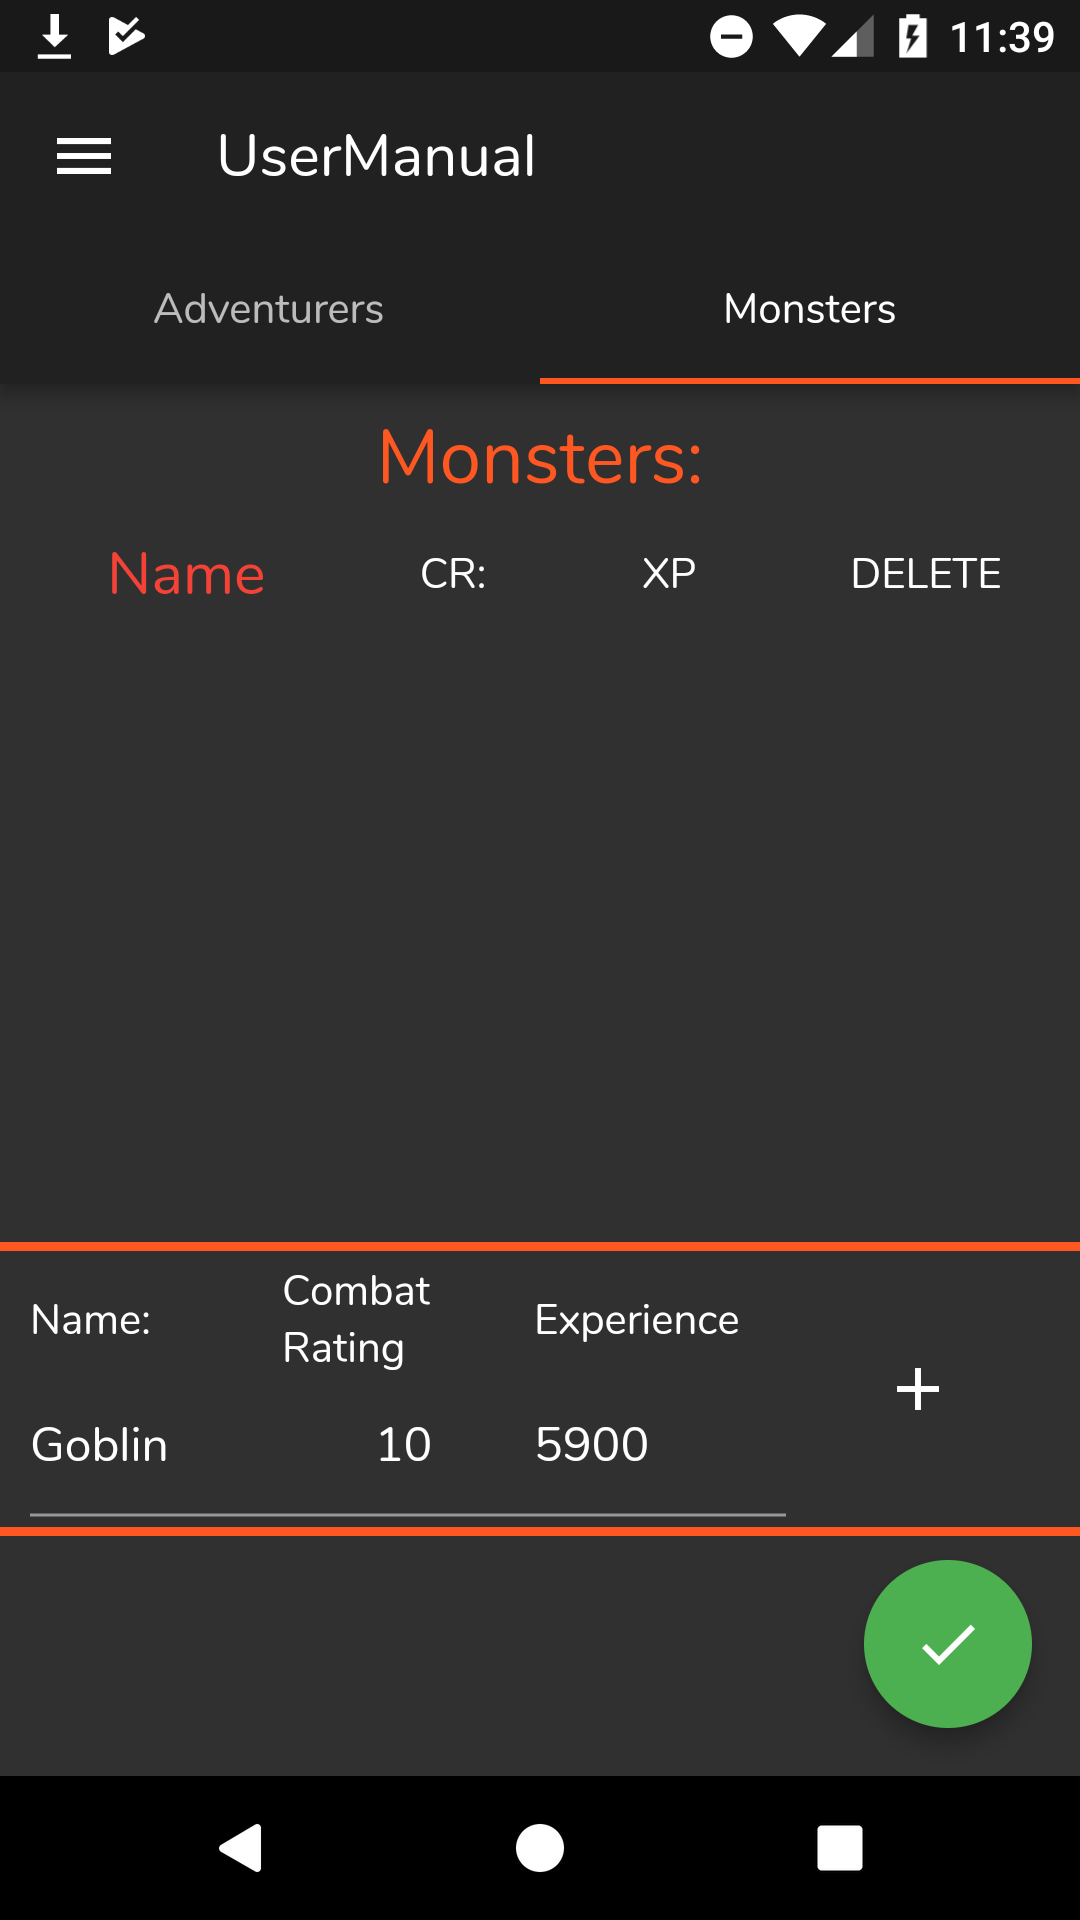 11:39
UserManual
Adventurers Monsters
Monsters:
Name CR: XP DELETE
Name: Combat Rating Experience
Goblin 10 5900